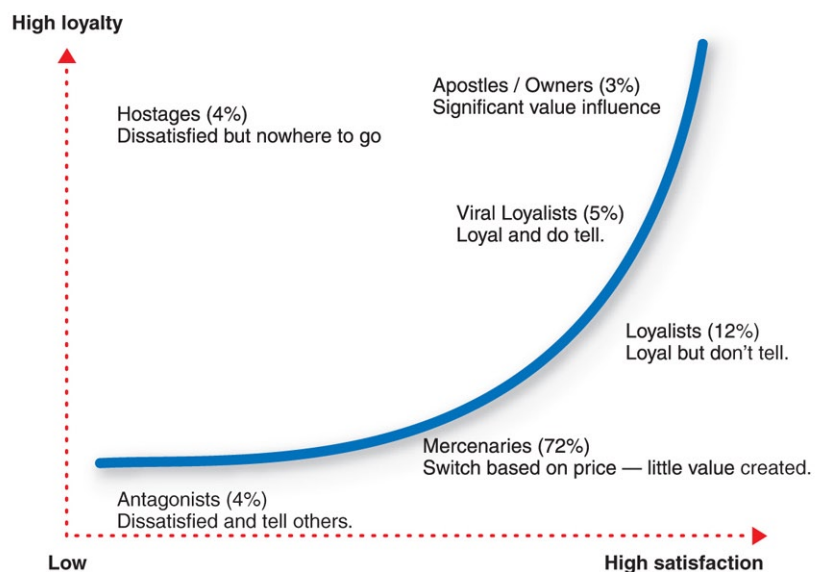 High loyalty
Hostages (4%)
Dissatisfied but nowhere to go
Apostles / Owners (3%)
Significant value influence
Viral Loyalists (5%)
Loyal and do tell.
Loyalists (12%)
Loyal but don't tell.
Mercenaries (72%)
Switch based on price — little value created.
Antagonists (4%)
Dissatisfied and tell others.
Low
High satisfaction